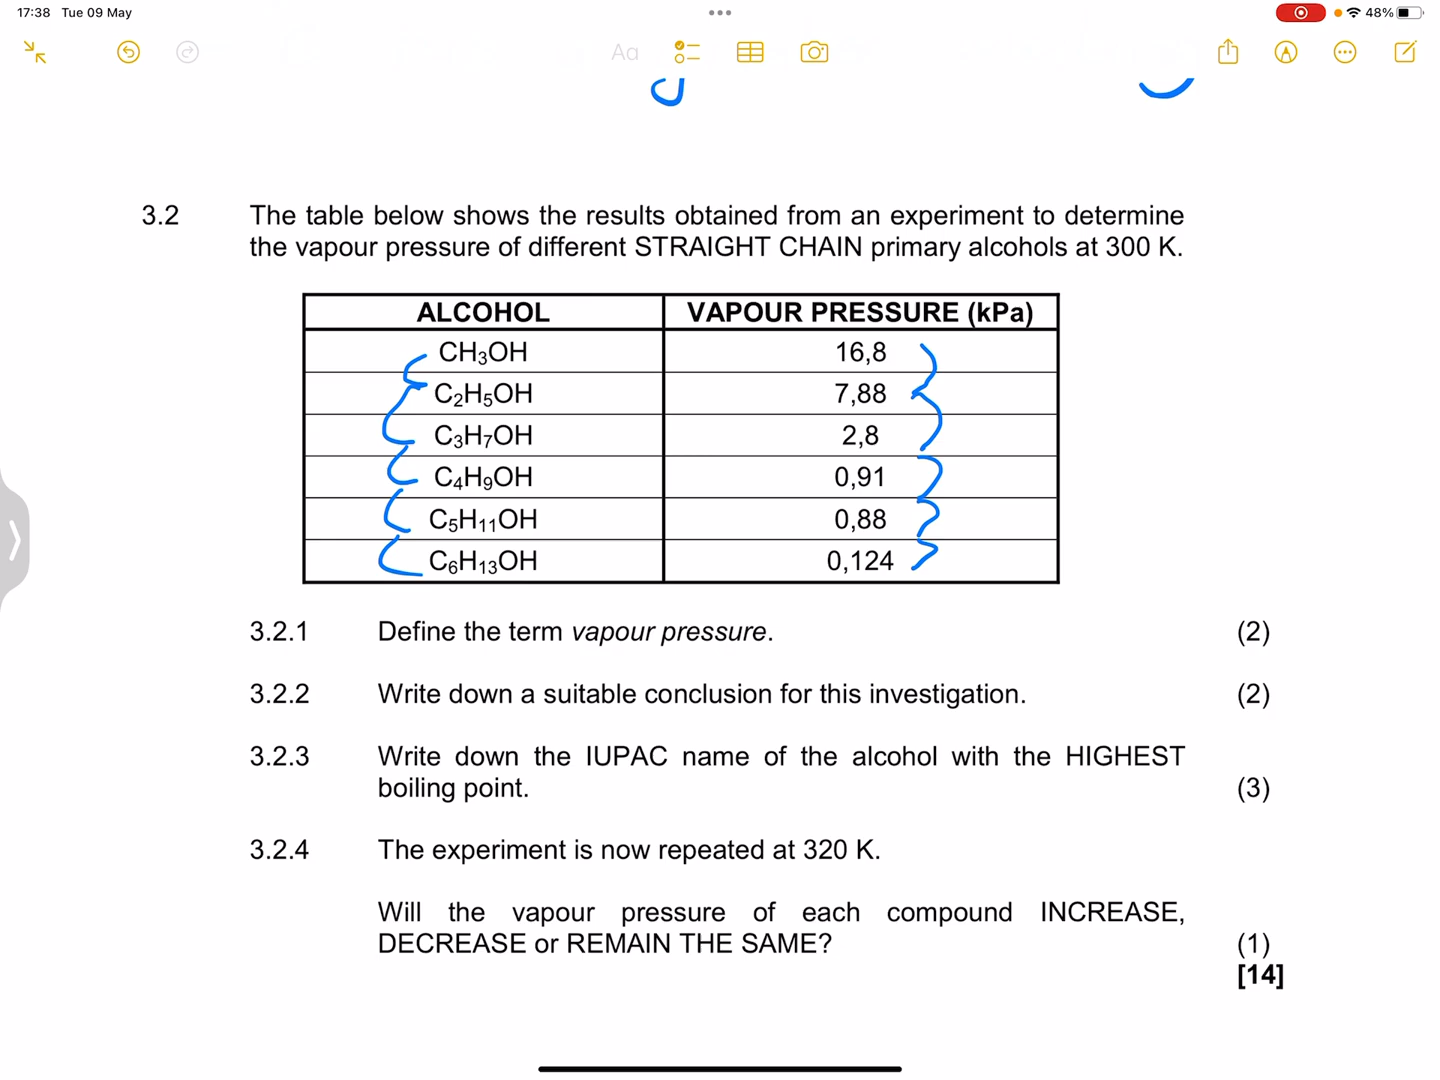 17:38 Tue 09 May
48%
Aa
3.2 The table below shows the results obtained from an experiment to determine
the vapour pressure of different STRAIGHT CHAIN primary alcohols at 300 K.
ALCOHOL VAPOUR PRESSURE (kPa)
CH₃OH 16,8
C₂H₅OH 7,88
C₃H₇OH 2,8
C₄H₉OH 0,91
C₅H₁₁OH 0,88
C₆H₁₃OH 0,124
3.2.1 Define the term vapour pressure. (2)
3.2.2 Write down a suitable conclusion for this investigation. (2)
3.2.3 Write down the IUPAC name of the alcohol with the HIGHEST
boiling point. (3)
3.2.4 The experiment is now repeated at 320 K.
Will the vapour pressure of each compound INCREASE,
DECREASE or REMAIN THE SAME? (1)
[14]